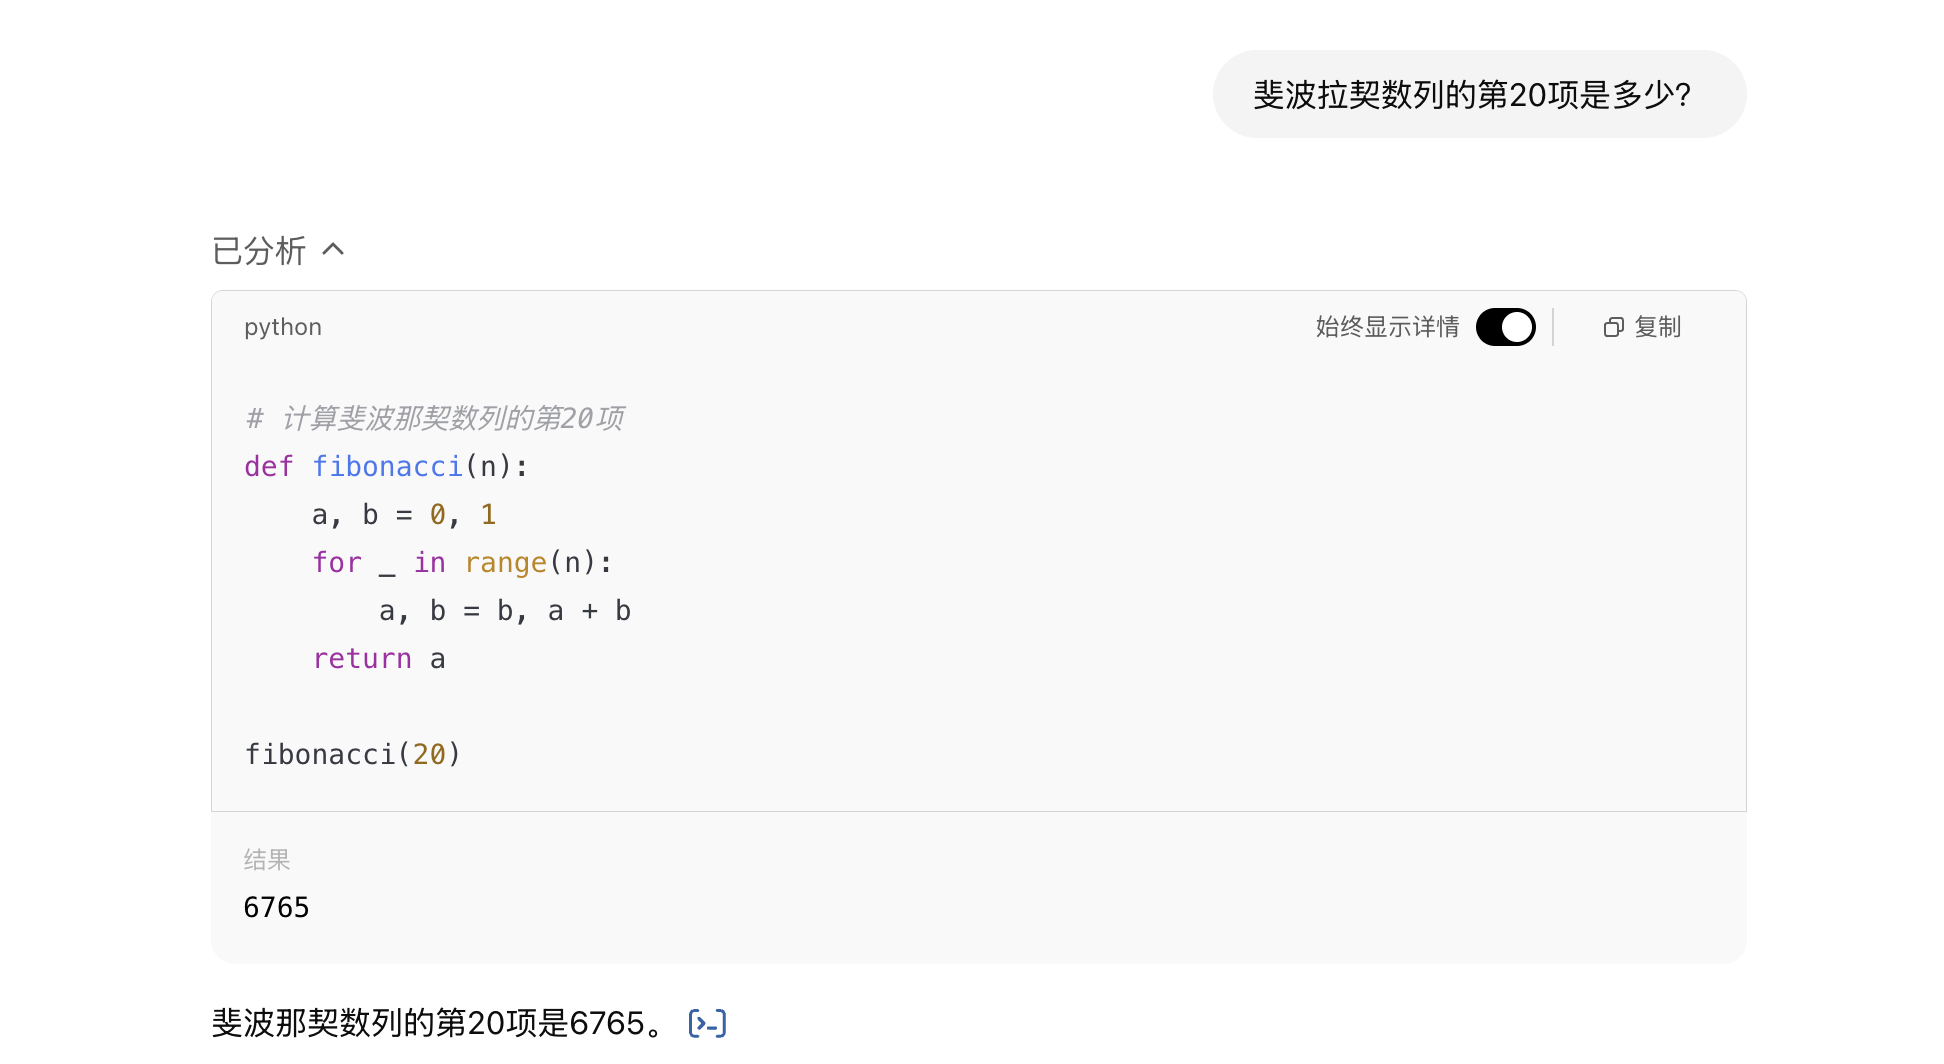 斐波拉契数列的第20项是多少?
已分析
python
始终显示详情
复制
# 计算斐波那契数列的第20项
def fibonacci(n):
    a, b = 0, 1
    for _ in range(n):
        a, b = b, a + b
    return a
fibonacci(20)
结果
6765
斐波那契数列的第20项是6765。 [>-]